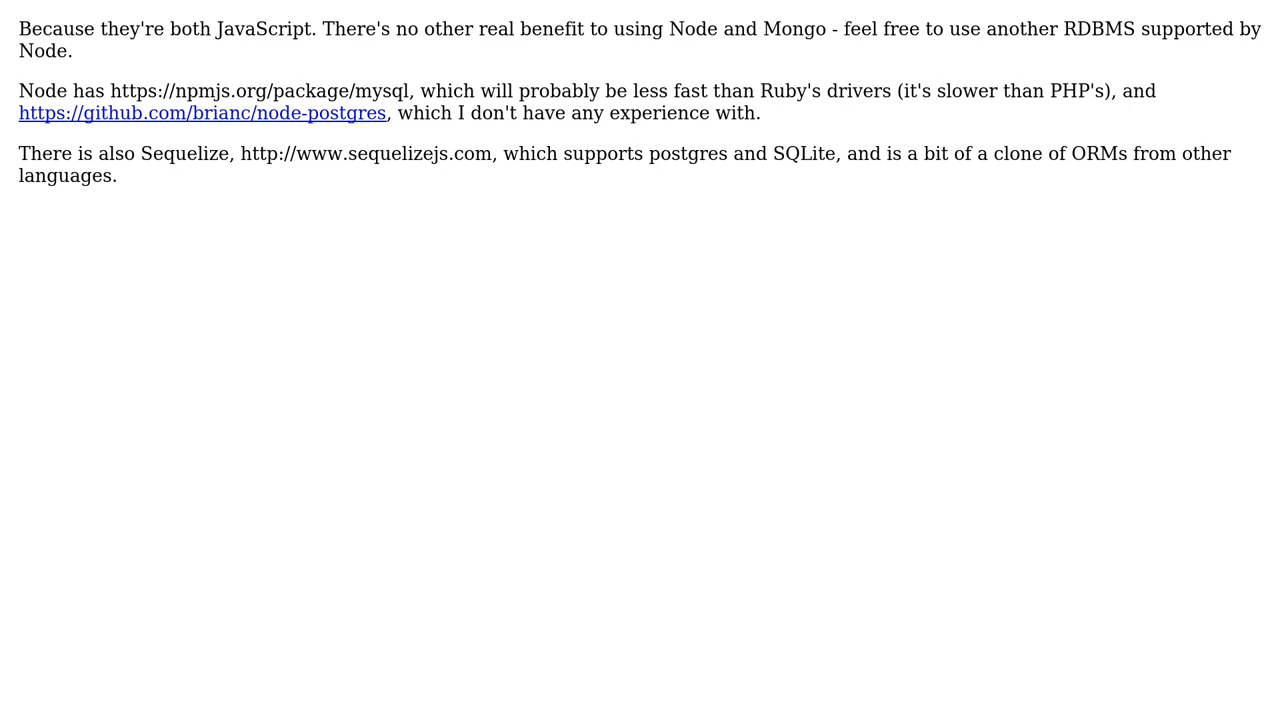 Because they're both JavaScript. There's no other real benefit to using Node and Mongo - feel free to use another RDBMS supported by
Node.
Node has https://npmjs.org/package/mysql, which will probably be less fast than Ruby's drivers (it's slower than PHP's), and
https://github.com/brianc/node-postgres, which I don't have any experience with.
There is also Sequelize, http://www.sequelizejs.com, which supports postgres and SQLite, and is a bit of a clone of ORMs from other
languages.